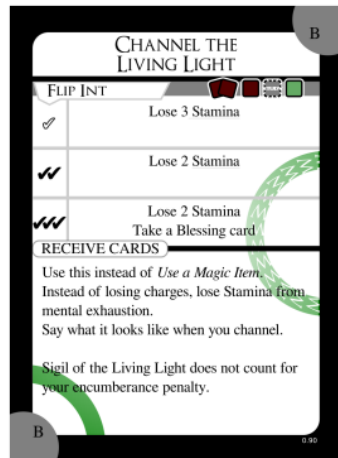 B
CHANNEL THE
LIVING LIGHT
FLIP INT
Lose 3 Stamina
Lose 2 Stamina
Lose 2 Stamina
Take a Blessing card
RECEIVE CARDS
Use this instead of Use a Magic Item.
Instead of losing charges, lose Stamina from
mental exhaustion.
Say what it looks like when you channel.
Sigil of the Living Light does not count for
your encumberance penalty.
B
0.90